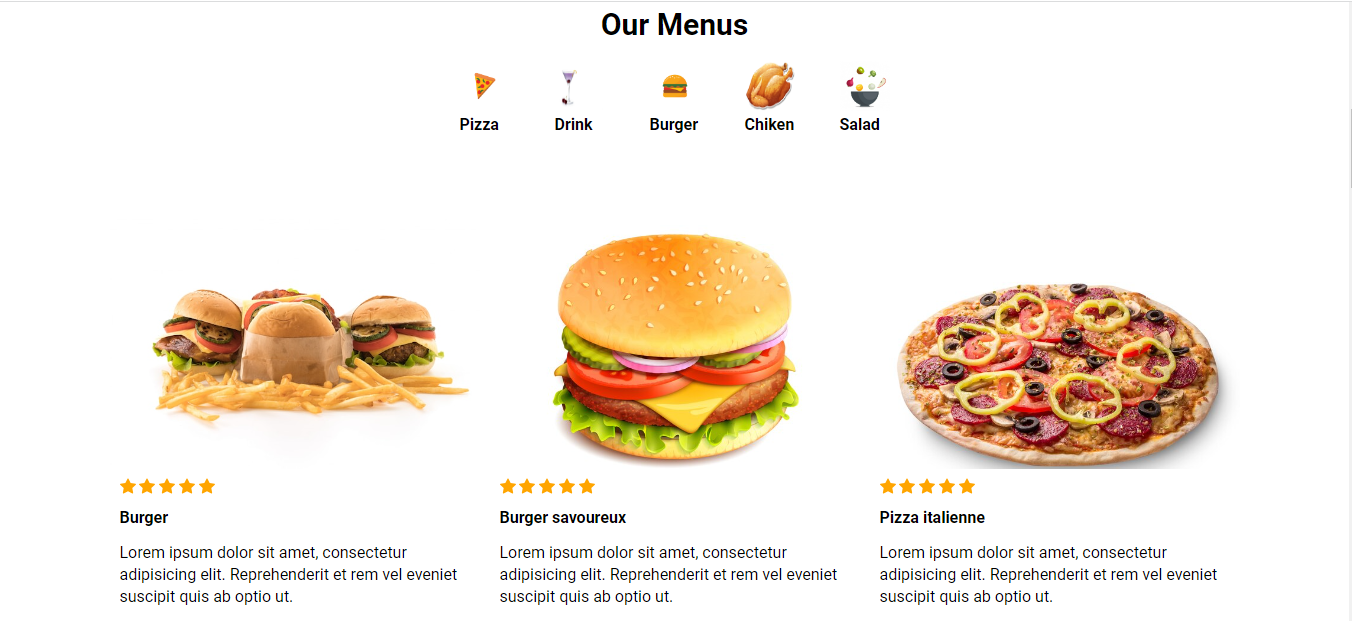 Our Menus
Pizza Drink Burger Chiken Salad
Burger
Lorem ipsum dolor sit amet, consectetur
adipisicing elit. Reprehenderit et rem vel eveniet
suscipit quis ab optio ut.
Burger savoureux
Lorem ipsum dolor sit amet, consectetur
adipisicing elit. Reprehenderit et rem vel eveniet
suscipit quis ab optio ut.
Pizza italienne
Lorem ipsum dolor sit amet, consectetur
adipisicing elit. Reprehenderit et rem vel eveniet
suscipit quis ab optio ut.